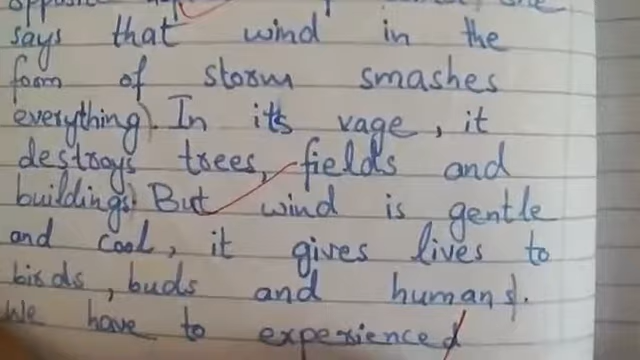 opposite
says that wind in the
form of storm smashes
everything). In its rage, it
destroys trees, fields and
buildings) But wind is gentle
and cool, it gives lives to
birds, buds and humans).
We have to experienced